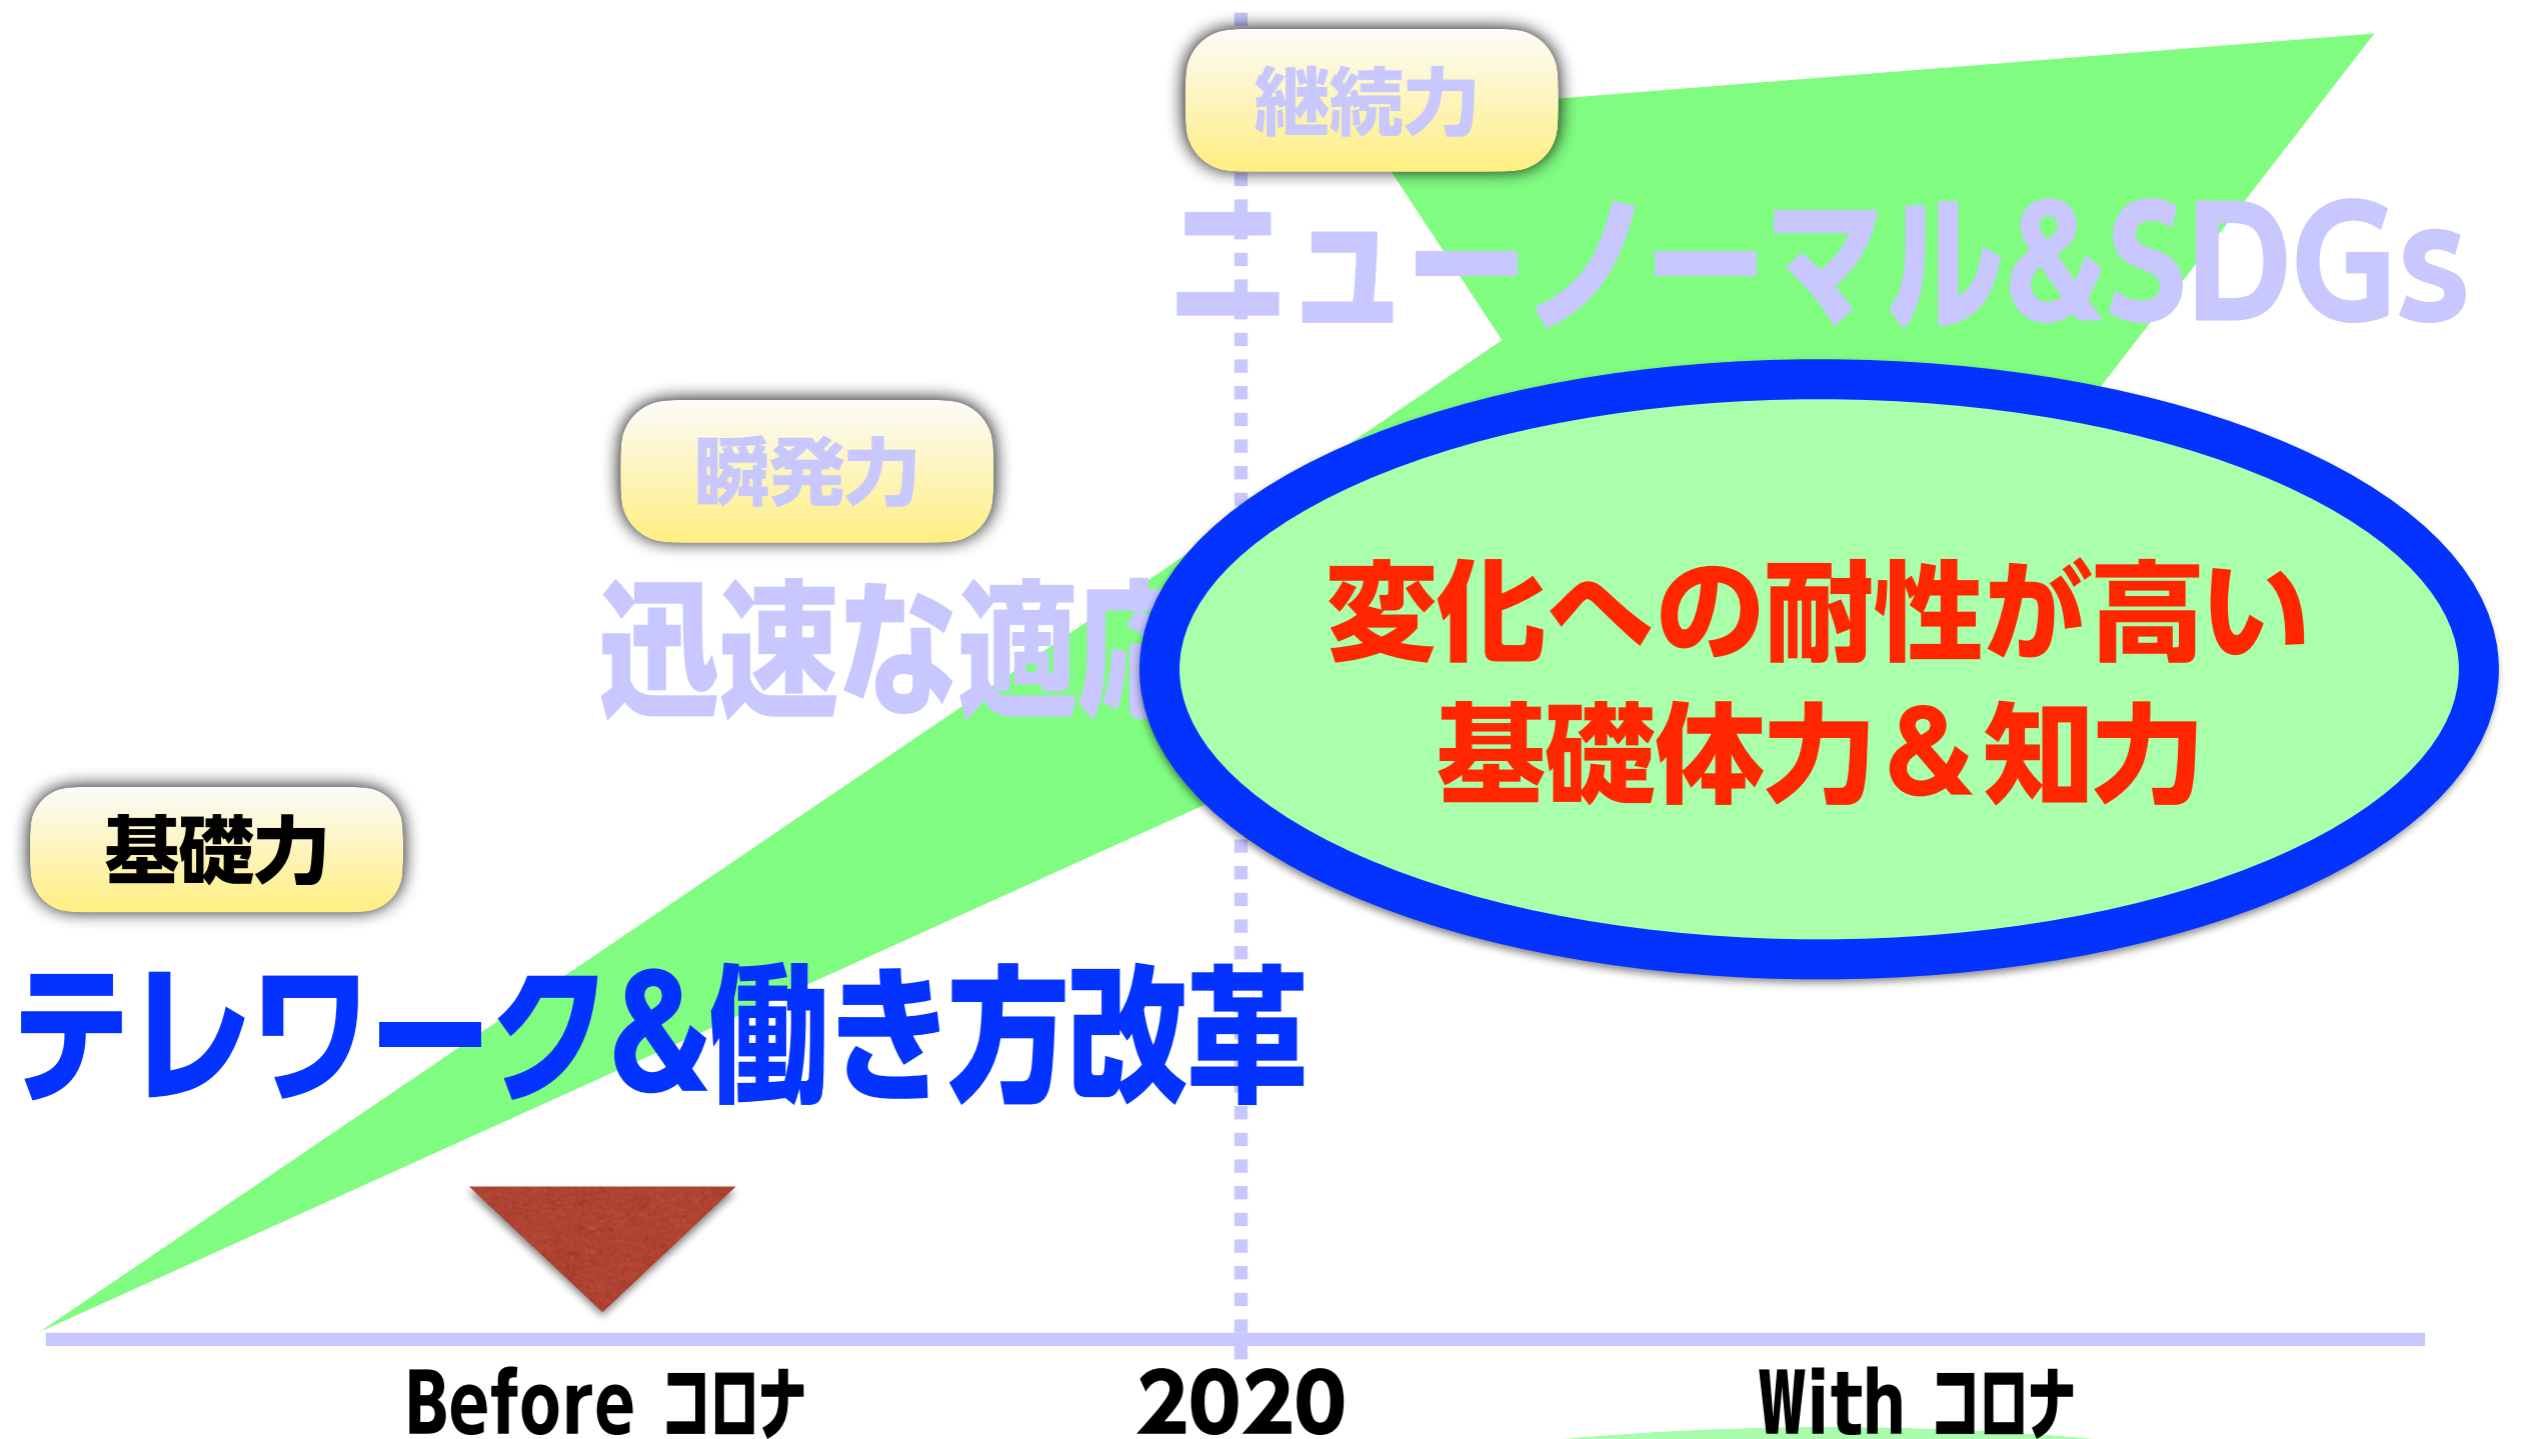 継続力
ニューノーマル&SDGs
瞬発力
迅速な適応
変化への耐性が高い
基礎体力＆知力
基礎力
テレワーク&働き方改革
Before コロナ
2020
With コロナ